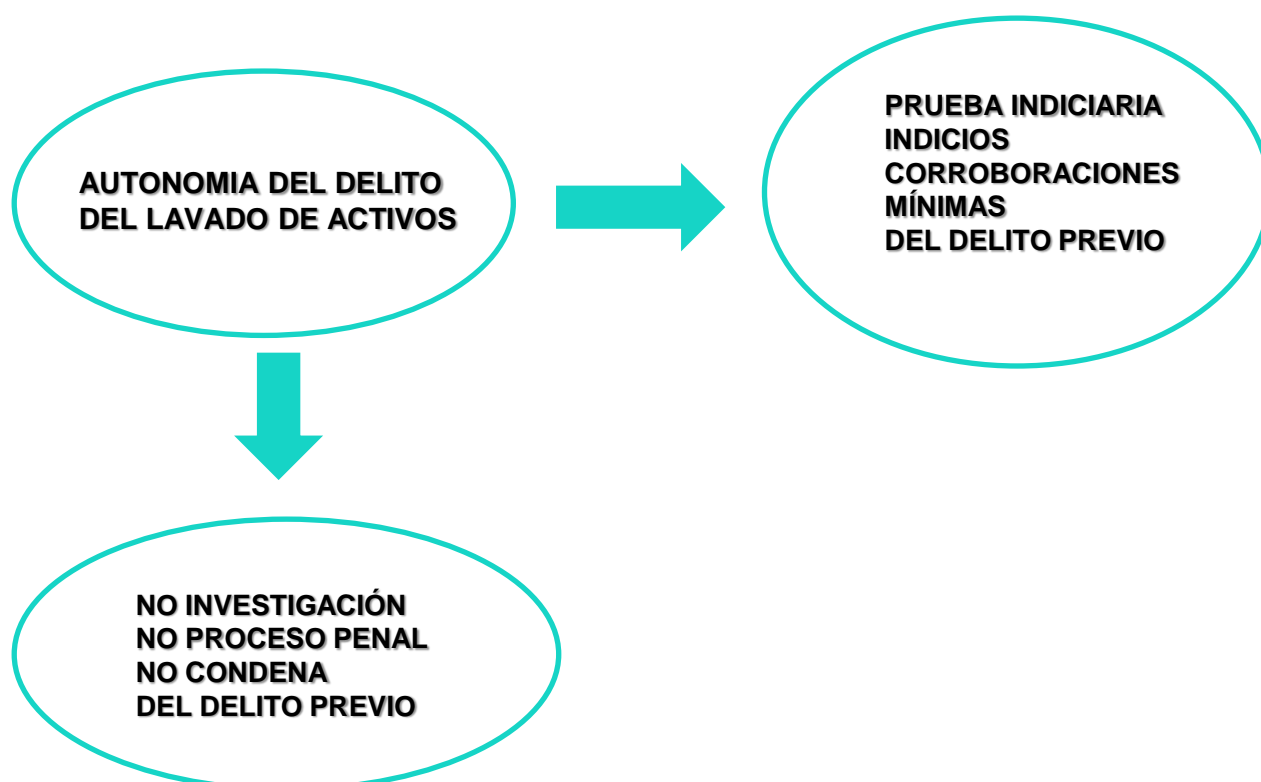 AUTONOMIA DEL DELITO
DEL LAVADO DE ACTIVOS
PRUEBA INDICIARIA
INDICIOS
CORROBORACIONES
MÍNIMAS
DEL DELITO PREVIO
NO INVESTIGACIÓN
NO PROCESO PENAL
NO CONDENA
DEL DELITO PREVIO